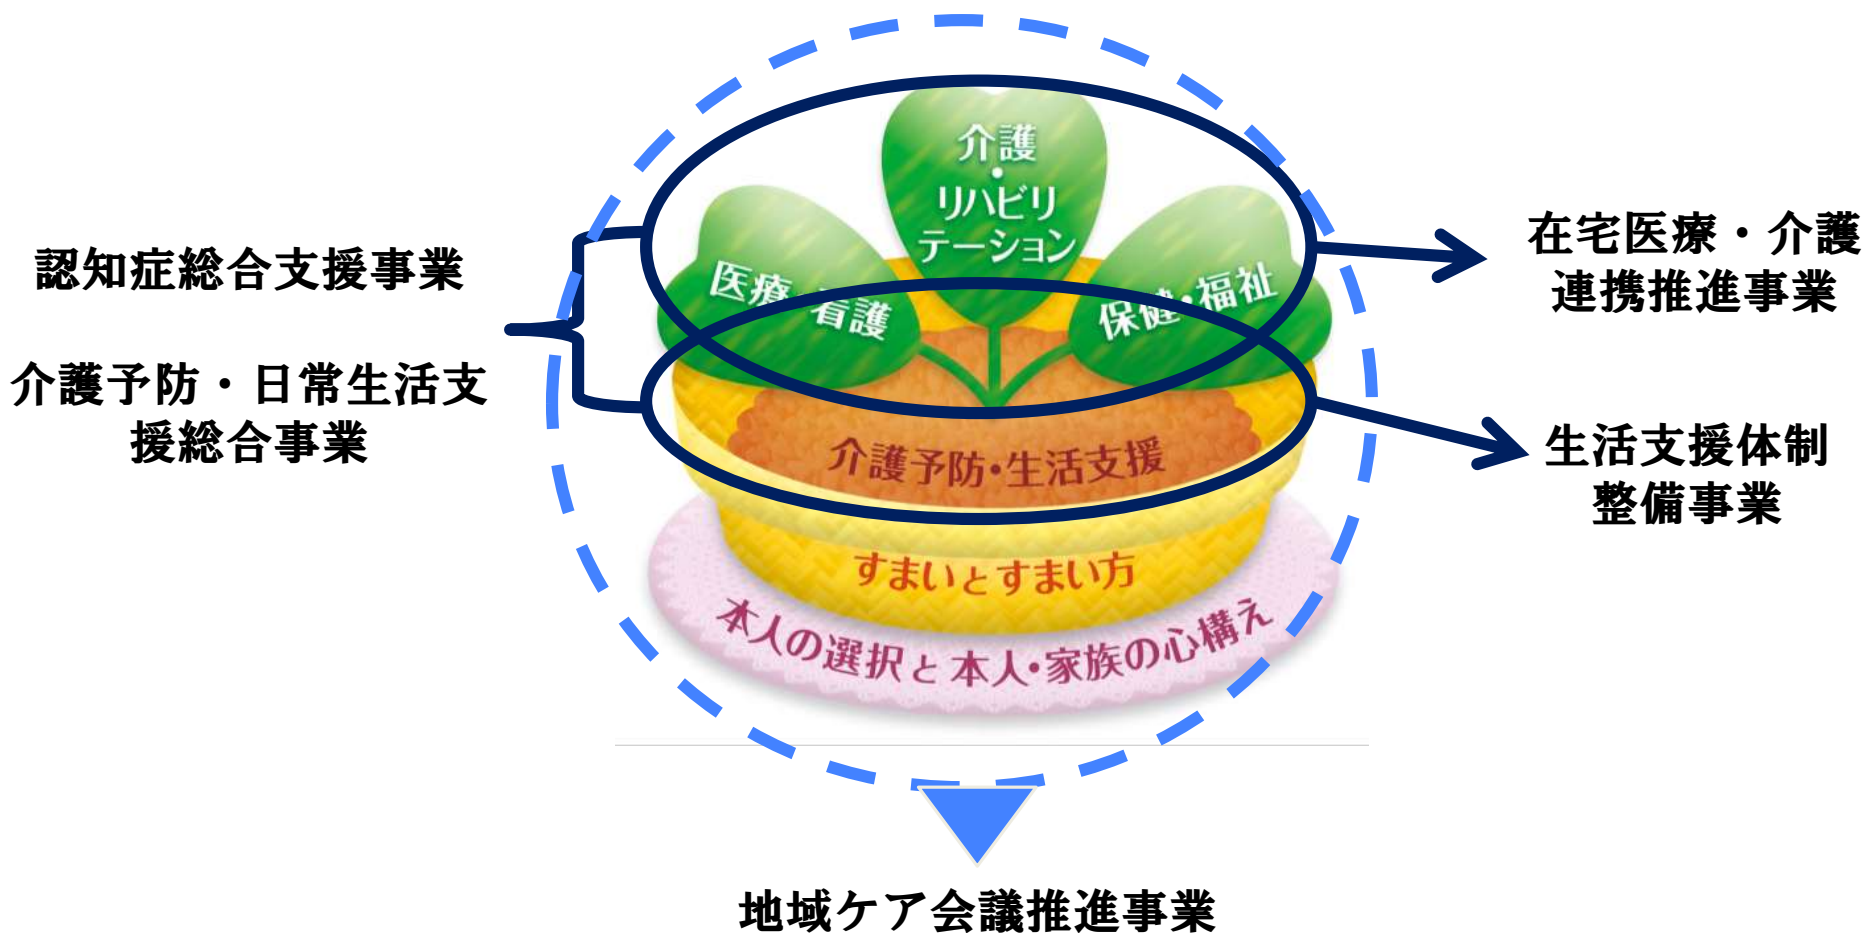 認知症総合支援事業
介護予防・日常生活支
援総合事業
介護
・
リハビリ
テーション
医療・看護
保健・福祉
介護予防・生活支援
すまいとすまい方
本人の選択と本人・家族の心構え
在宅医療・介護
連携推進事業
生活支援体制
整備事業
地域ケア会議推進事業